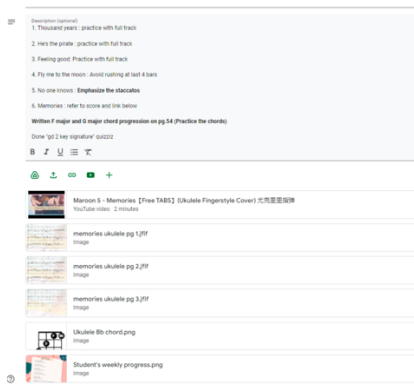 Description (optional)
1. Thousand years : practice with full track
2. He's the pirate : practice with full track
3. Feeling good: Practice with full track
4. Fly me to the moon : Avoid rushing at last 4 bars
5. No one knows : Emphasize the staccatos
6. Memories : refer to score and link below
Written F major and G major chord progression on pg.54 (Practice the chords)
Done "gd 2 key signature" quizziz
B I U
Maroon 5 - Memories【Free TABS】(Ukulele Fingerstyle Cover)
YouTube video 2 minutes
memories ukulele pg 1.jfif
Image
memories ukulele pg 2.jfif
Image
memories ukulele pg 3.jfif
Image
Ukulele Bb chord.png
Image
Student's weekly progress.png
Image